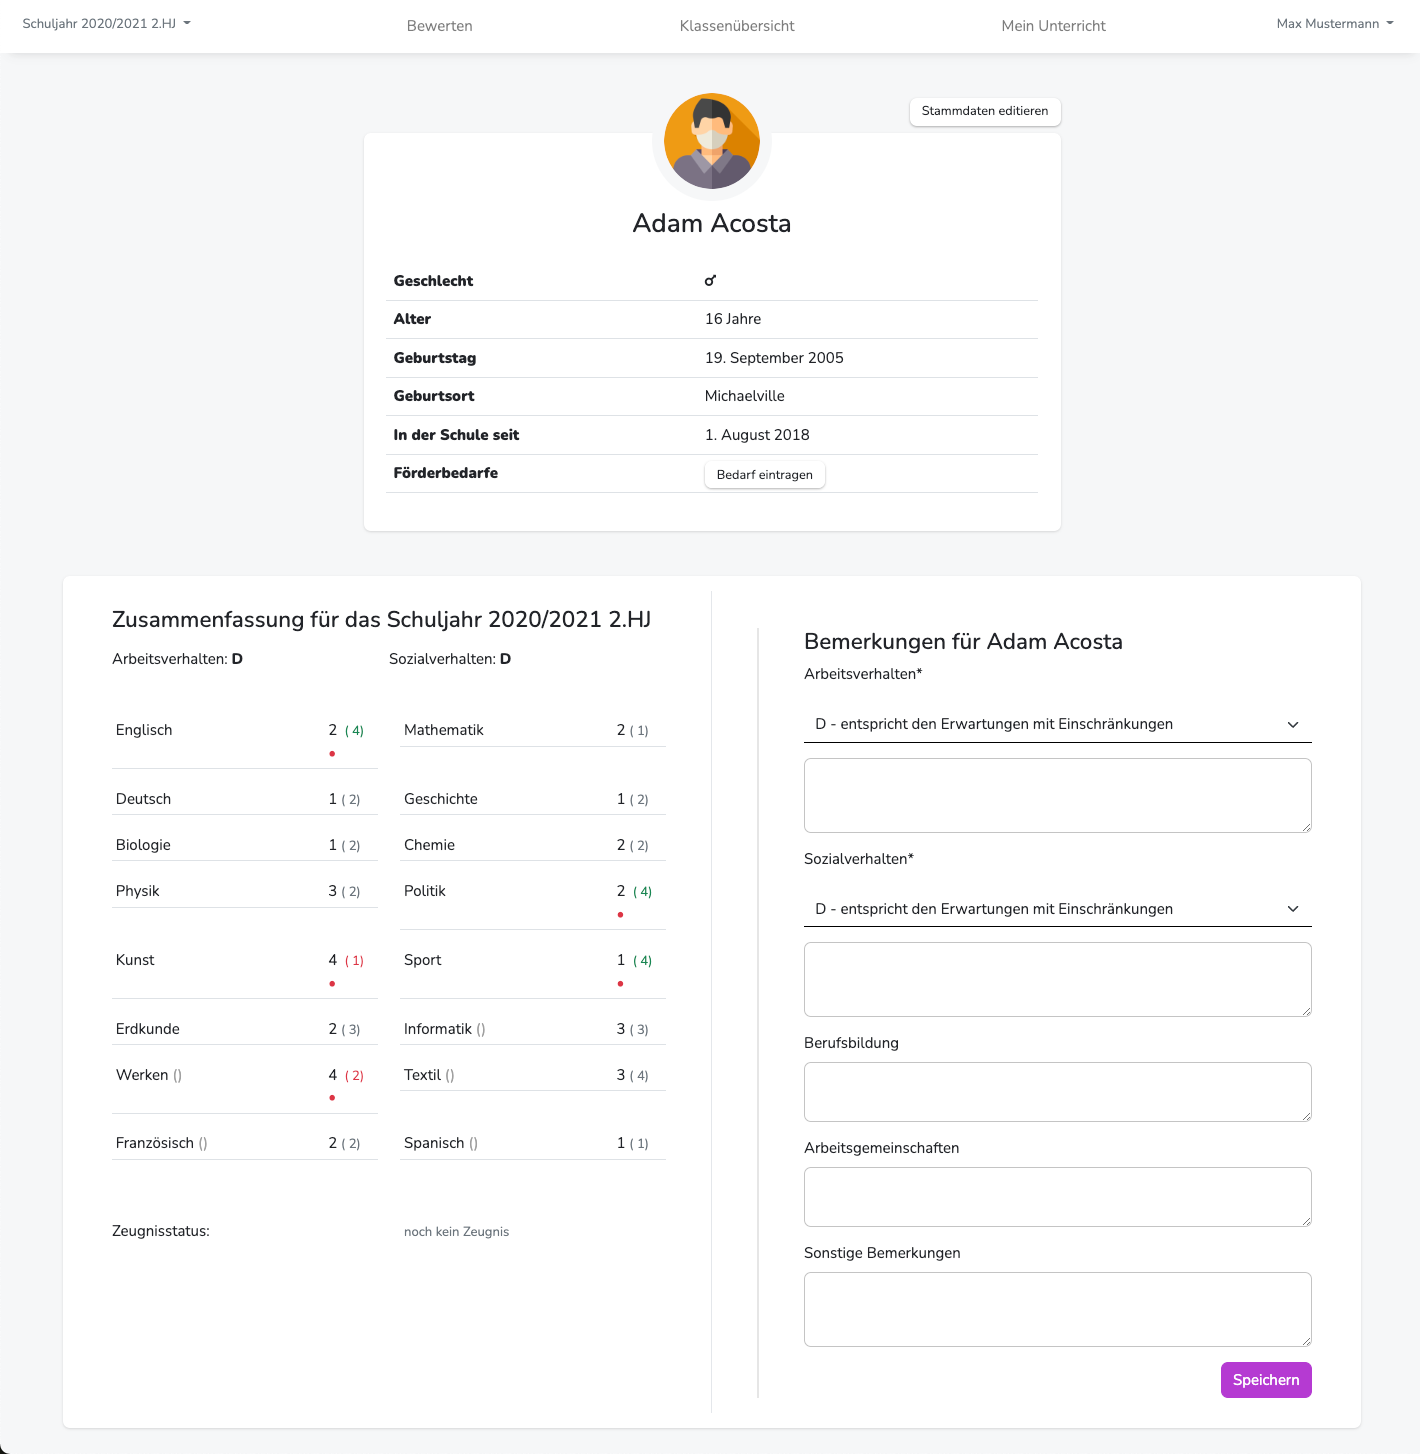 Schuljahr 2020/2021 2.HJ
Bewerten
Klassenübersicht
Mein Unterricht
Max Mustermann
Stammdaten editieren
Adam Acosta
Geschlecht ♂
Alter 16 Jahre
Geburtstag 19. September 2005
Geburtsort Michaelville
In der Schule seit 1. August 2018
Förderbedarfe Bedarf eintragen
Zusammenfassung für das Schuljahr 2020/2021 2.HJ
Arbeitsverhalten: D Sozialverhalten: D
Englisch 2 ( 4) Mathematik 2 ( 1)
Deutsch 1 ( 2) Geschichte 1 ( 2)
Biologie 1 ( 2) Chemie 2 ( 2)
Physik 3 ( 2) Politik 2 ( 4)
Kunst 4 ( 1) Sport 1 ( 4)
Erdkunde 2 ( 3) Informatik () 3 ( 3)
Werken () 4 ( 2) Textil () 3 ( 4)
Französisch () 2 ( 2) Spanisch () 1 ( 1)
Zeugnisstatus: noch kein Zeugnis
Bemerkungen für Adam Acosta
Arbeitsverhalten*
D - entspricht den Erwartungen mit Einschränkungen
Sozialverhalten*
D - entspricht den Erwartungen mit Einschränkungen
Berufsbildung
Arbeitsgemeinschaften
Sonstige Bemerkungen
Speichern